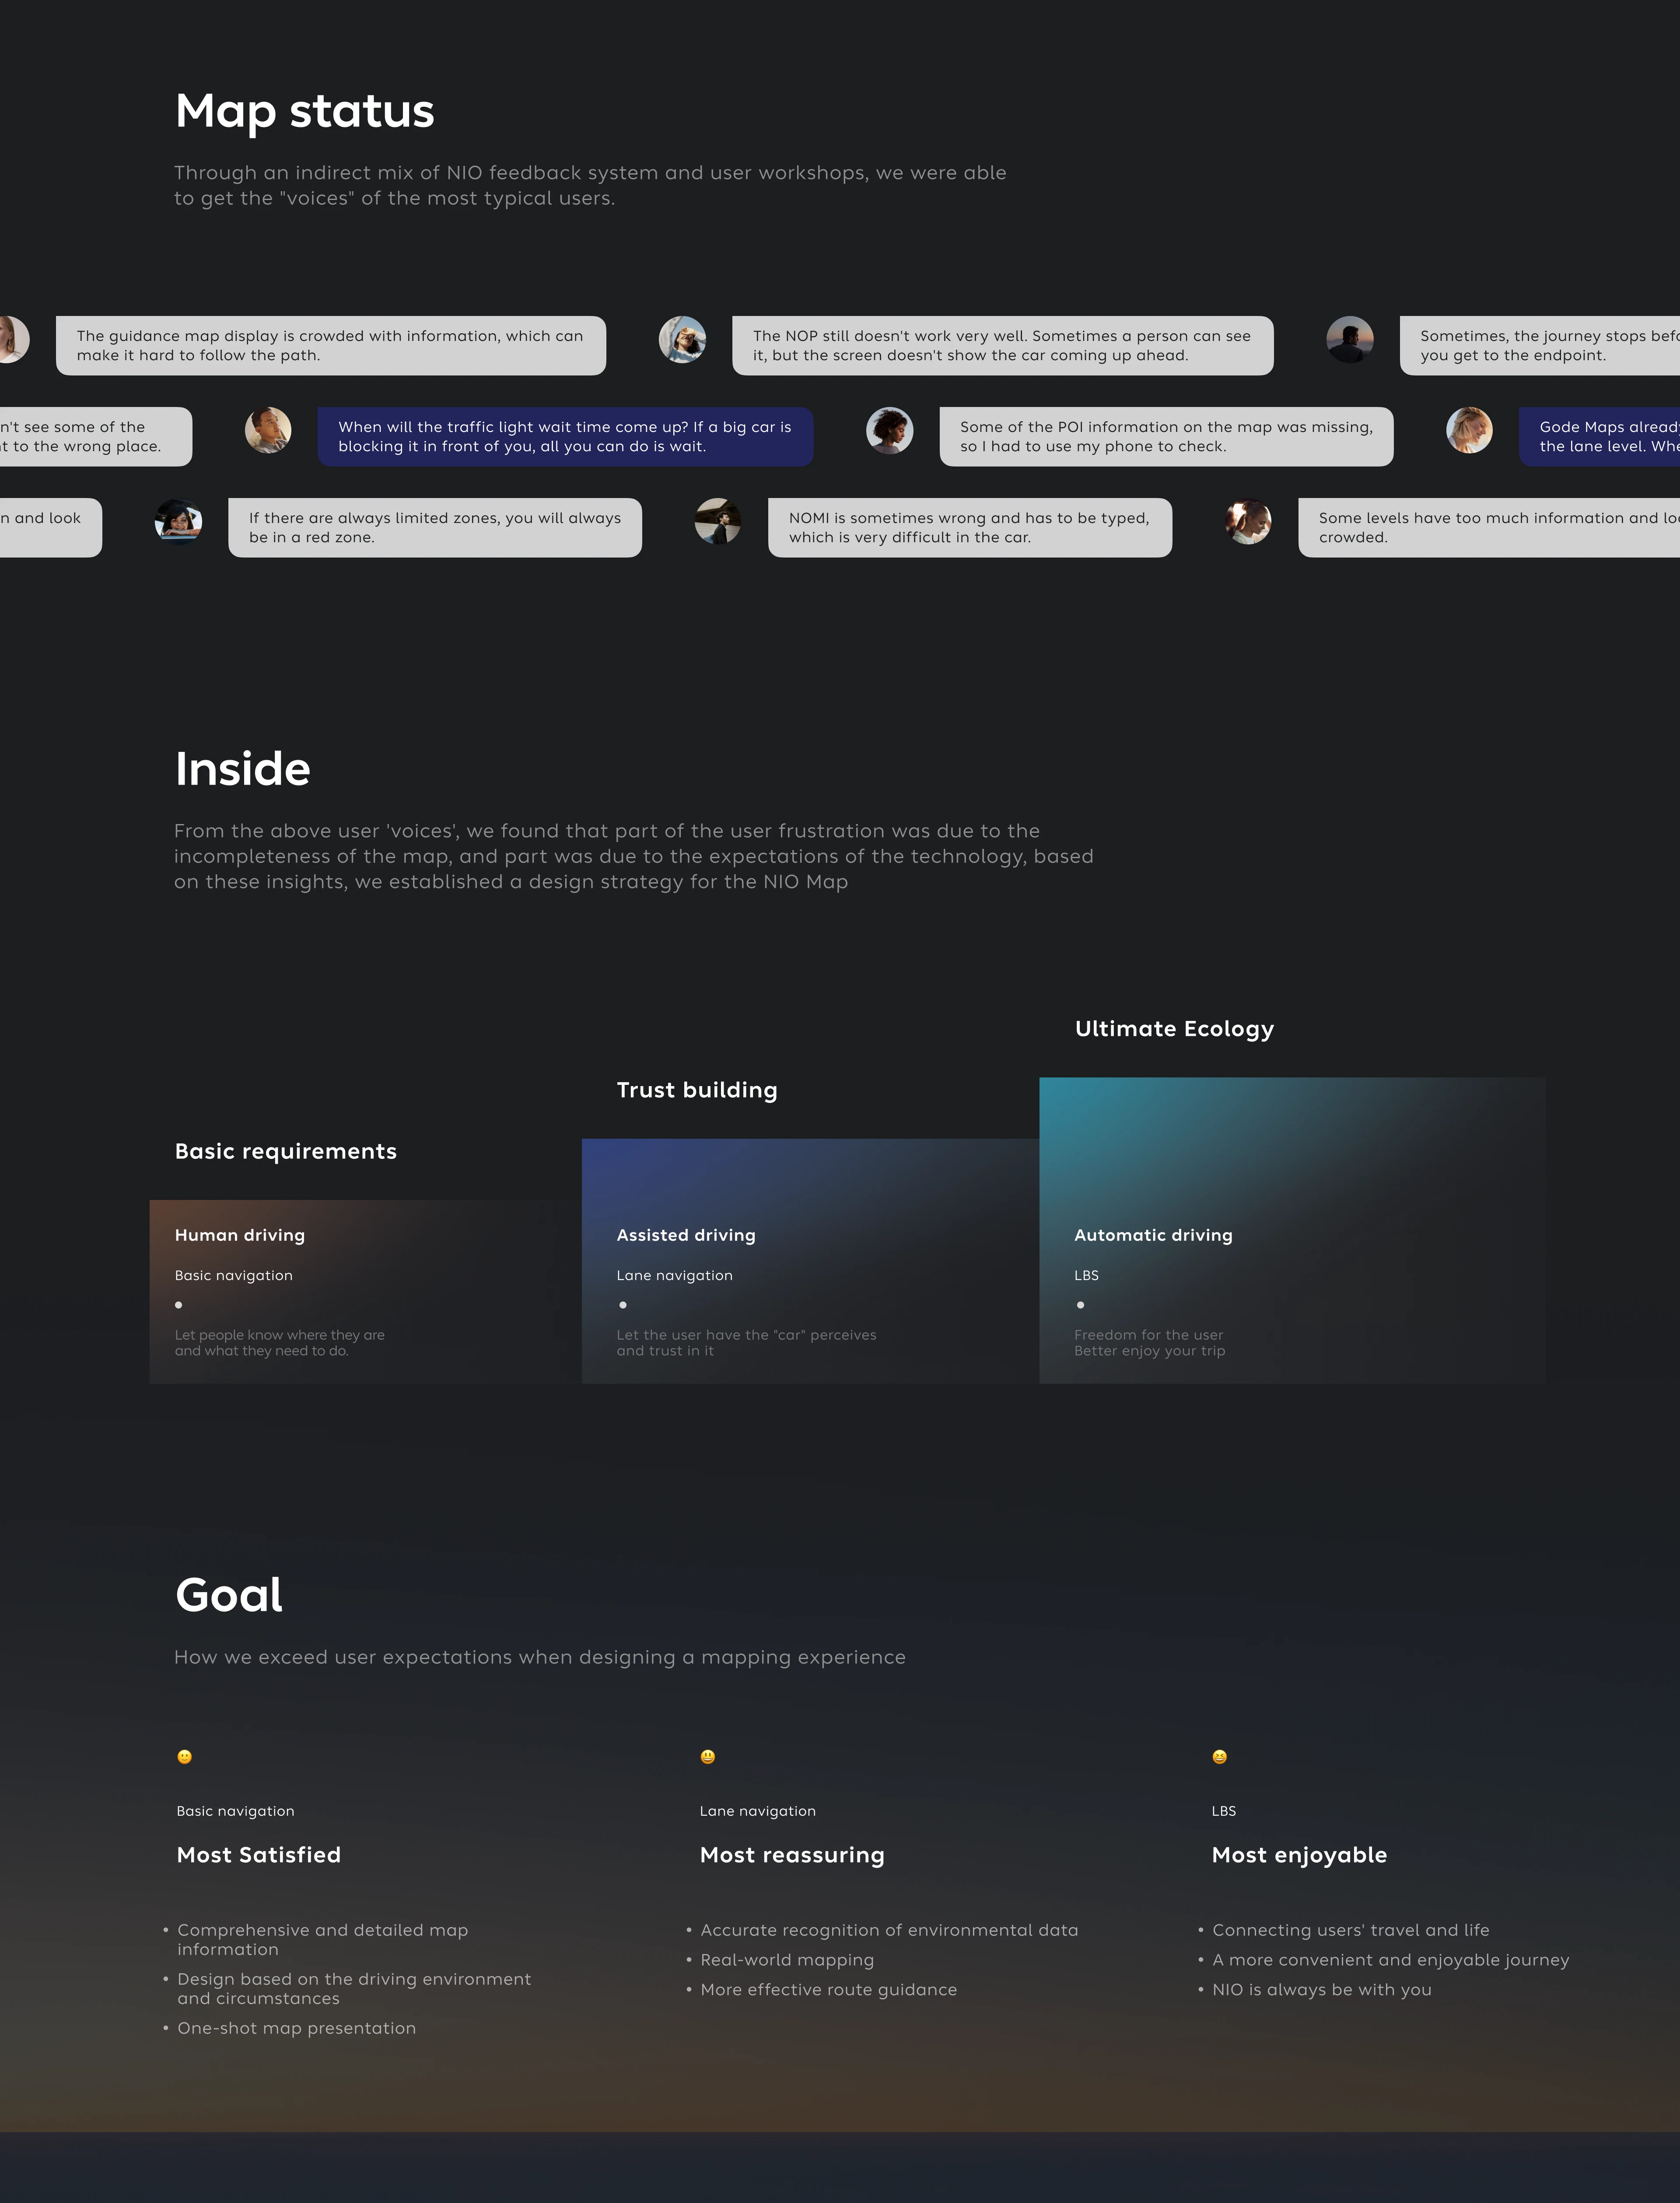 Map status
Through an indirect mix of NIO feedback system and user workshops, we were able
to get the "voices" of the most typical users.
The guidance map display is crowded with information, which can
make it hard to follow the path.
The NOP still doesn't work very well. Sometimes a person can see
it, but the screen doesn't show the car coming up ahead.
Sometimes, the journey stops
you get to the endpoint.
see some of the
to the wrong place.
When will the traffic light wait time come up? If a big car is
blocking it in front of you, all you can do is wait.
Some of the POI information on the map was missing,
so I had to use my phone to check.
Gode Maps already
the lane level.
and look
If there are always limited zones, you will always
be in a red zone.
NOMI is sometimes wrong and has to be typed,
which is very difficult in the car.
Some levels have too much information and
crowded.
Inside
From the above user 'voices', we found that part of the user frustration was due to the
incompleteness of the map, and part was due to the expectations of the technology, based
on these insights, we established a design strategy for the NIO Map
Basic requirements
Human driving
Basic navigation
Let people know where they are
and what they need to do.
Trust building
Assisted driving
Lane navigation
Let the user have the "car" perceives
and trust in it
Ultimate Ecology
Automatic driving
LBS
Freedom for the user
Better enjoy your trip
Goal
How we exceed user expectations when designing a mapping experience
Basic navigation
Most Satisfied
• Comprehensive and detailed map
information
• Design based on the driving environment
and circumstances
• One-shot map presentation
Lane navigation
Most reassuring
• Accurate recognition of environmental data
• Real-world mapping
• More effective route guidance
LBS
Most enjoyable
• Connecting users' travel and life
• A more convenient and enjoyable journey
• NIO is always be with you